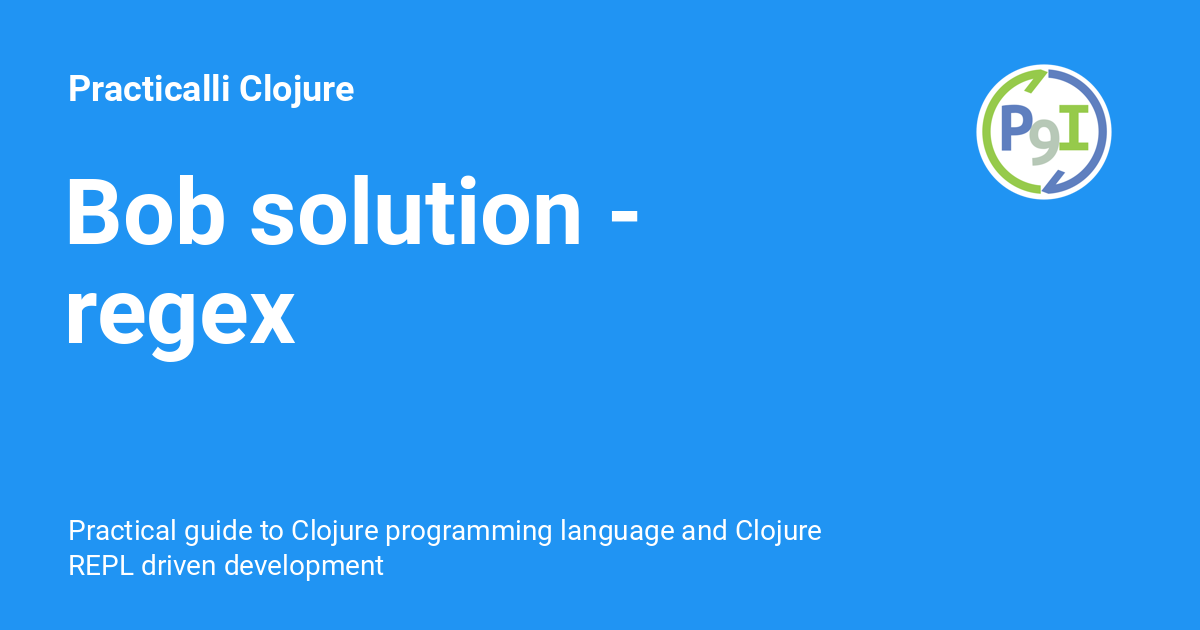 Practicalli Clojure
P9I
Bob solution -
regex
Practical guide to Clojure programming language and Clojure
REPL driven development